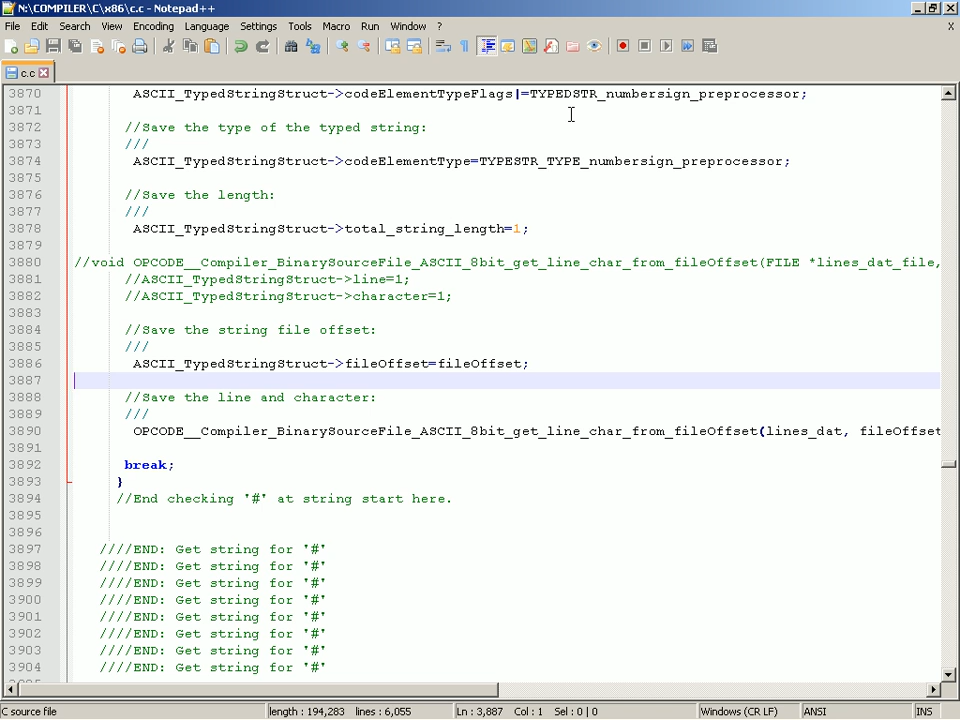 N:\COMPILER\C\x86\c.c - Notepad++
File Edit Search View Encoding Language Settings Tools Macro Run Window ? X
c.c
3870 ASCII_TypedStringStruct->codeElementTypeFlags|=TYPEDSTR_numbersign_preprocessor;
3871
3872 //Save the type of the typed string:
3873 ///
3874 ASCII_TypedStringStruct->codeElementType=TYPESTR_TYPE_numbersign_preprocessor;
3875
3876 //Save the length:
3877 ///
3878 ASCII_TypedStringStruct->total_string_length=1;
3879
3880 //void OPCODE__Compiler_BinarySourceFile_ASCII_8bit_get_line_char_from_fileOffset(FILE *lines_dat_file,
3881 //ASCII_TypedStringStruct->line=1;
3882 //ASCII_TypedStringStruct->character=1;
3883
3884 //Save the string file offset:
3885 ///
3886 ASCII_TypedStringStruct->fileOffset=fileOffset;
3887
3888 //Save the line and character:
3889 ///
3890 OPCODE__Compiler_BinarySourceFile_ASCII_8bit_get_line_char_from_fileOffset(lines_dat, fileOffset
3891
3892 break;
3893 }
3894 //End checking '#' at string start here.
3895
3896
3897 ////END: Get string for '#'
3898 ////END: Get string for '#'
3899 ////END: Get string for '#'
3900 ////END: Get string for '#'
3901 ////END: Get string for '#'
3902 ////END: Get string for '#'
3903 ////END: Get string for '#'
3904 ////END: Get string for '#'
C source file length : 194,283 lines : 6,055 Ln : 3,887 Col : 1 Sel : 0 | 0 Windows (CR LF) ANSI INS